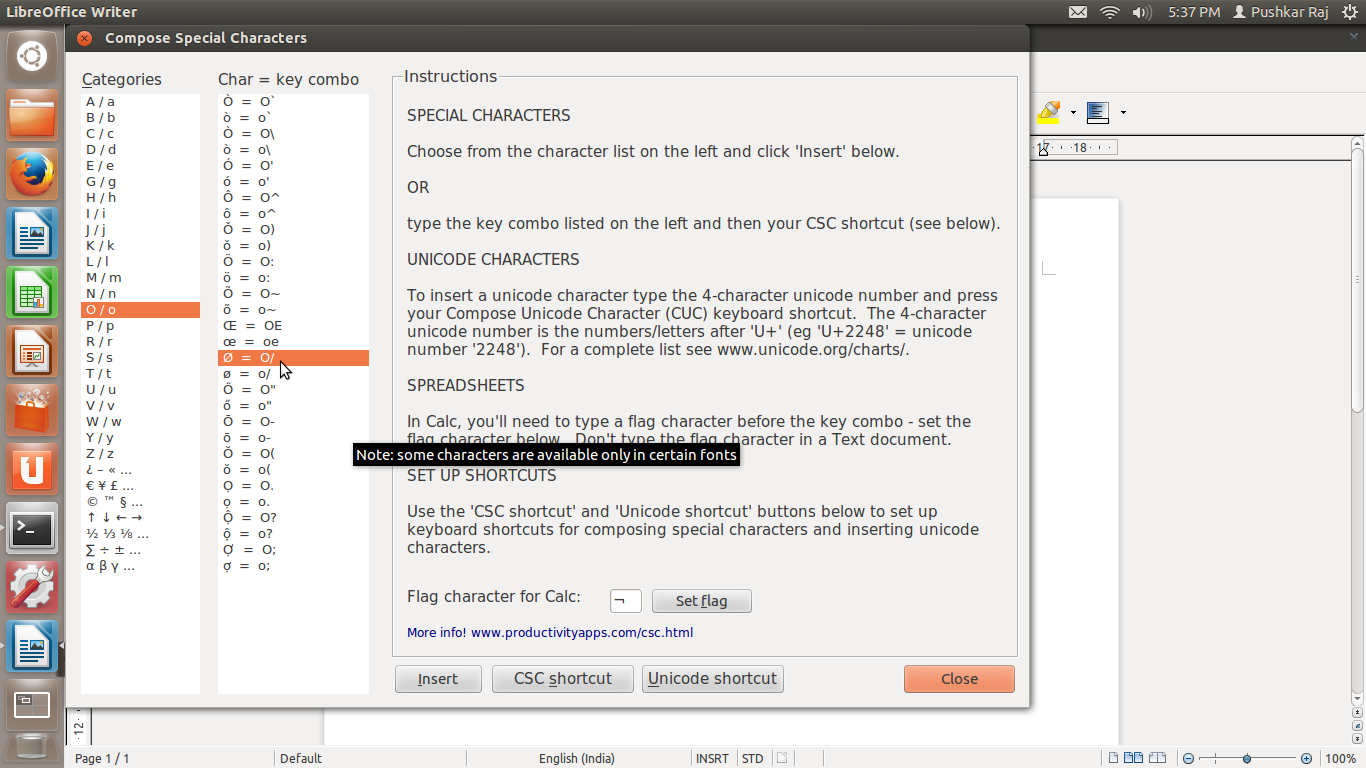 LibreOffice Writer
5:37 PM
Pushkar Raj
Compose Special Characters
Categories
A / a
B / b
C / c
D / d
E / e
G / g
H / h
I / i
J / j
K / k
L / l
M / m
N / n
O / o
P / p
R / r
S / s
T / t
U / u
V / v
W / w
Y / y
Z / z
¿ – « ...
€ ¥ £ ...
© ™ § ...
↑ ↓ ← →
½ ⅓ ⅛ ...
∑ ÷ ± ...
α β γ ...
Char = key combo
Ò = O`
ò = o`
Ò = O\
ò = o\
Ó = O'
ó = o'
Ô = O^
ô = o^
Ǒ = O)
ǒ = o)
Ö = O:
ö = o:
Õ = O~
õ = o~
Œ = OE
œ = oe
Ø = O/
ø = o/
Ő = O"
ő = o"
Ō = O-
ō = o-
Ŏ = O(
ŏ = o(
Ọ = O.
ọ = o.
Ộ = O?
ộ = o?
Ợ = O;
ợ = o;
Instructions
SPECIAL CHARACTERS
Choose from the character list on the left and click 'Insert' below.
OR
type the key combo listed on the left and then your CSC shortcut (see below).
UNICODE CHARACTERS
To insert a unicode character type the 4-character unicode number and press
your Compose Unicode Character (CUC) keyboard shortcut. The 4-character
unicode number is the numbers/letters after 'U+' (eg 'U+2248' = unicode
number '2248'). For a complete list see www.unicode.org/charts/.
SPREADSHEETS
In Calc, you'll need to type a flag character before the key combo - set the
flag character below. Don't type the flag character in a Text document.
Note: some characters are available only in certain fonts
SET UP SHORTCUTS
Use the 'CSC shortcut' and 'Unicode shortcut' buttons below to set up
keyboard shortcuts for composing special characters and inserting unicode
characters.
Flag character for Calc:
¬
Set flag
More info! www.productivityapps.com/csc.html
Insert
CSC shortcut
Unicode shortcut
Close
17 · 18
12
Page 1 / 1
Default
English (India)
INSRT
STD
100%